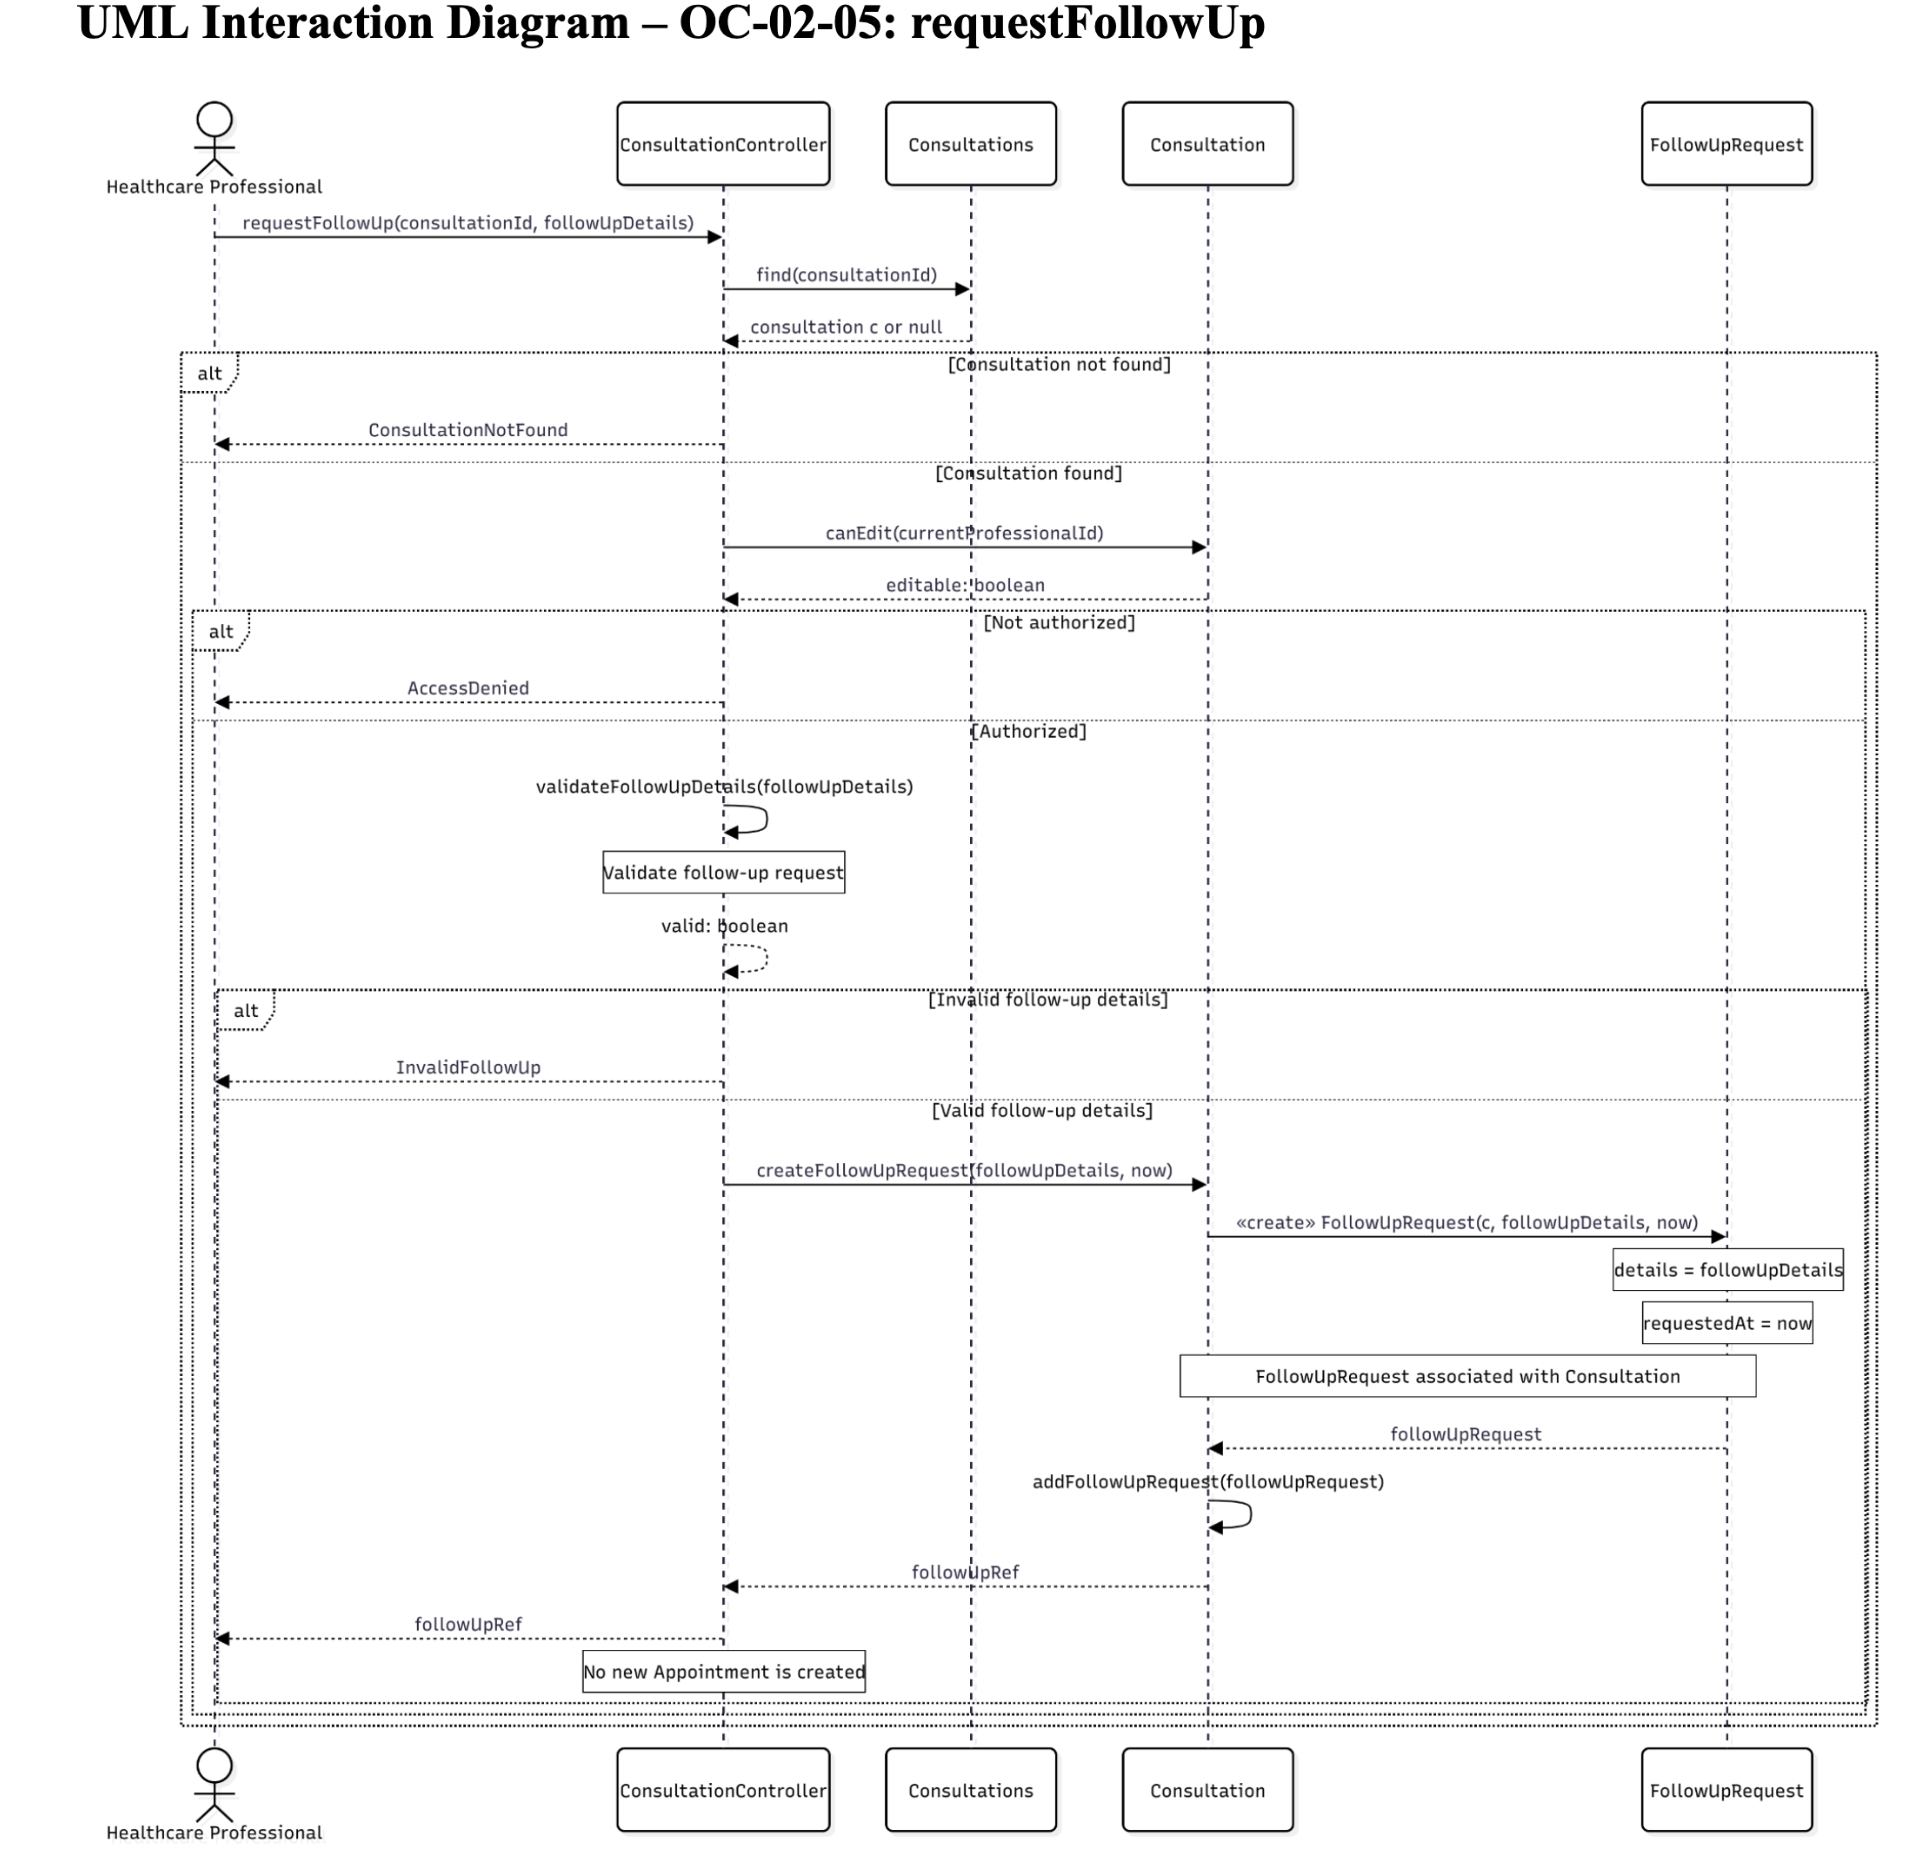 UML Interaction Diagram – OC-02-05: requestFollowUp
Healthcare Professional
ConsultationController
Consultations
Consultation
FollowUpRequest
requestFollowUp(consultationId, followUpDetails)
find(consultationId)
consultation c or null
alt
[Consultation not found]
ConsultationNotFound
[Consultation found]
canEdit(currentProfessionalId)
editable: boolean
alt
[Not authorized]
AccessDenied
[Authorized]
validateFollowUpDetails(followUpDetails)
Validate follow-up request
valid: boolean
alt
[Invalid follow-up details]
InvalidFollowUp
[Valid follow-up details]
createFollowUpRequest(followUpDetails, now)
«create» FollowUpRequest(c, followUpDetails, now)
details = followUpDetails
requestedAt = now
FollowUpRequest associated with Consultation
followUpRequest
addFollowUpRequest(followUpRequest)
followUpRef
followUpRef
No new Appointment is created
Healthcare Professional
ConsultationController
Consultations
Consultation
FollowUpRequest